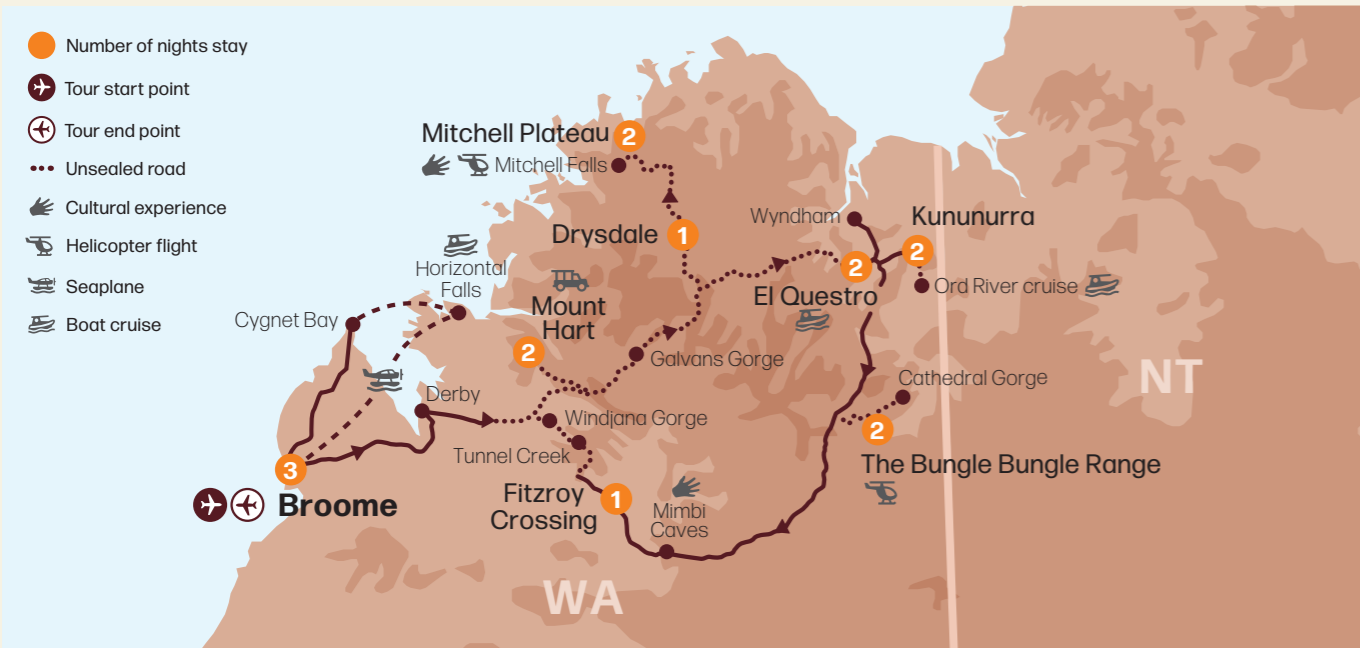 Number of nights stay
Tour start point
Tour end point
Unsealed road
Cultural experience
Helicopter flight
Seaplane
Boat cruise
Mitchell Plateau 2
Mitchell Falls
Drysdale 1
Wyndham
Kununurra
2
2
El Questro
Ord River cruise
Horizontal
Falls
Mount
Hart
2
Cygnet Bay
Galvans Gorge
NT
Derby
Cathedral Gorge
Windjana Gorge
2
Tunnel Creek
The Bungle Bungle Range
3
Broome
Fitzroy
Crossing
1
Mimbi
Caves
WA